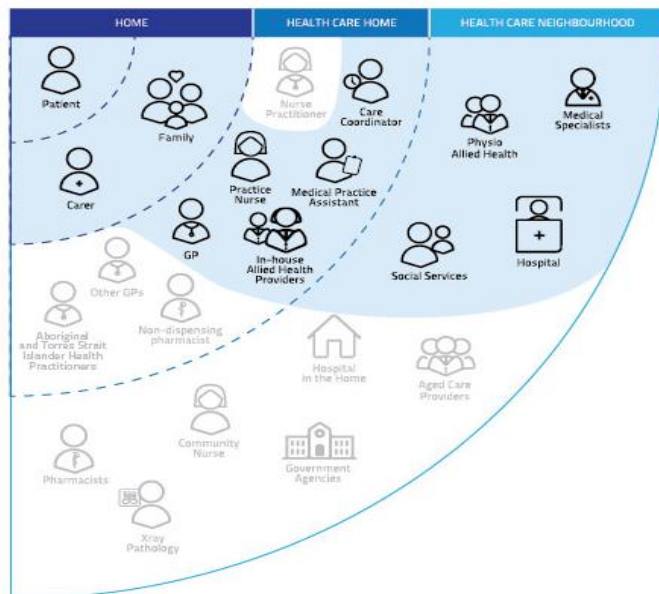 HOME
HEALTH CARE HOME
HEALTH CARE NEIGHBOURHOOD
Patient
Family
Nurse
Practitioner
Care
Coordinator
Physio
Allied Health
Medical
Specialists
Carer
Practice
Nurse
Medical Practice
Assistant
GP
In-house
Allied Health
Providers
Social Services
Hospital
Other GPs
Aboriginal
and Torres Strait
Islander Health
Practitioners
Non-dispensing
pharmacist
Hospital
in the Home
Aged Care
Providers
Community
Nurse
Government
Agencies
Pharmacists
Xray
Pathology